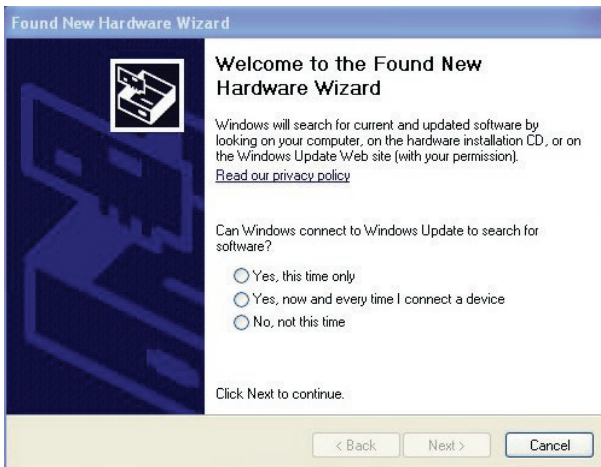 Found New Hardware Wizard
Welcome to the Found New
Hardware Wizard
Windows will search for current and updated software by
looking on your computer, on the hardware installation CD, or on
the Windows Update Web site (with your permission).
Read our privacy policy
Can Windows connect to Windows Update to search for
software?
Yes, this time only
Yes, now and every time I connect a device
No, not this time
Click Next to continue.
< Back Next > Cancel